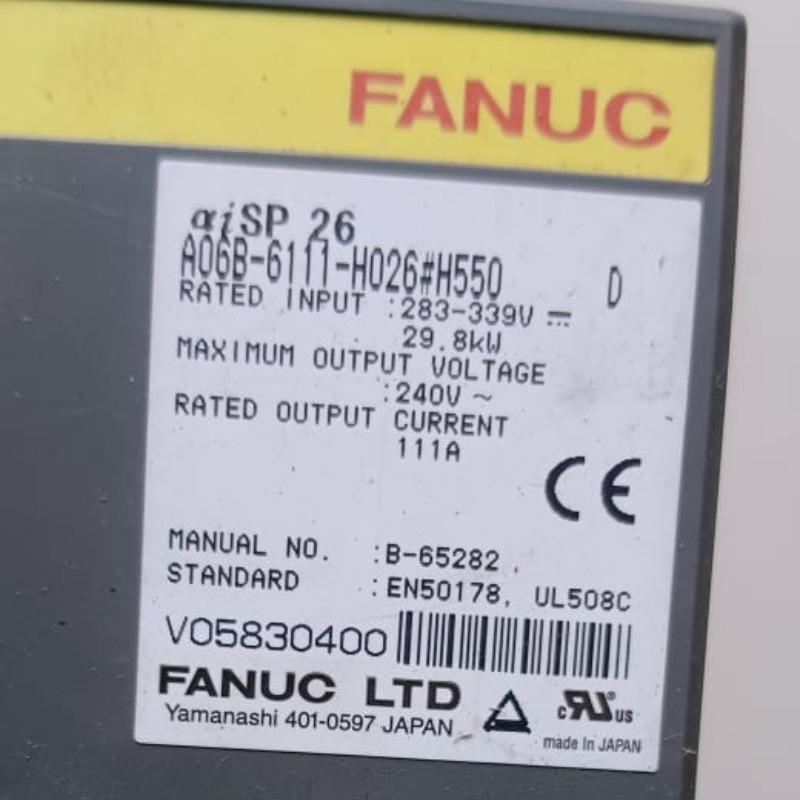 FANUC
αiSP 26
A06B-6111-H026#H550 D
RATED INPUT :283-339V ⎓
29.8kW
MAXIMUM OUTPUT VOLTAGE
:240V ~
RATED OUTPUT CURRENT
111A
CE
MANUAL NO. :B-65282 .
STANDARD :EN50178, UL508C
V05830400
FANUC LTD
Yamanashi 401-0597 JAPAN
c RU ® US
made In JAPAN